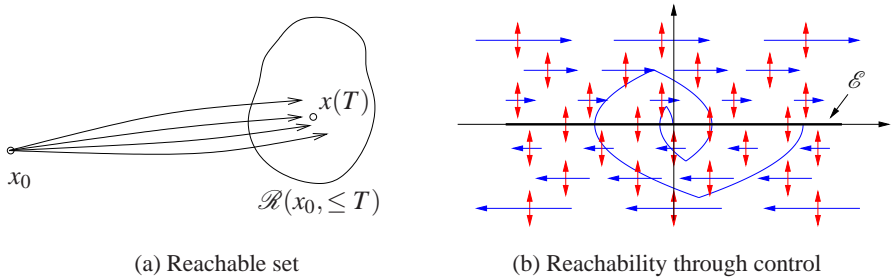 x(T)
ℰ
x₀
ℛ(x₀, ≤ T)
(a) Reachable set
(b) Reachability through control